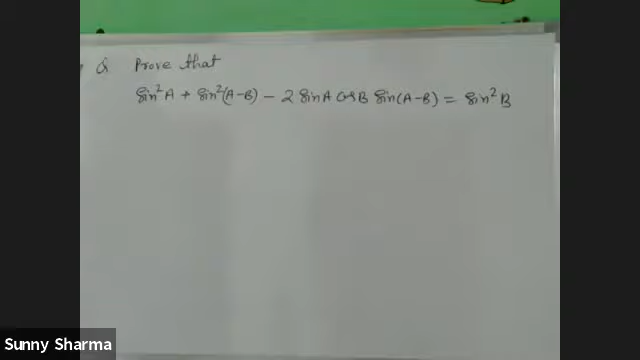 Q Prove that
sin²A + sin²(A-B) - 2 sinA cosB sin(A-B) = sin²B
Sunny Sharma